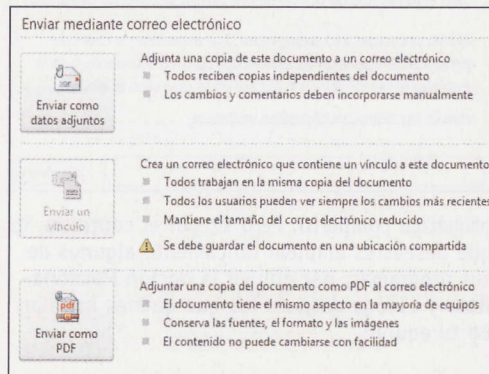 Enviar mediante correo electrónico
Enviar como
datos adjuntos
Adjunta una copia de este documento a un correo electrónico
Todos reciben copias independientes del documento
Los cambios y comentarios deben incorporarse manualmente
Enviar un
vínculo
Crea un correo electrónico que contiene un vínculo a este documento
Todos trabajan en la misma copia del documento
Todos los usuarios pueden ver siempre los cambios más recientes
Mantiene el tamaño del correo electrónico reducido
Se debe guardar el documento en una ubicación compartida
pdf
Enviar como
PDF
Adjuntar una copia del documento como PDF al correo electrónico
El documento tiene el mismo aspecto en la mayoría de equipos
Conserva las fuentes, el formato y las imágenes
El contenido no puede cambiarse con facilidad